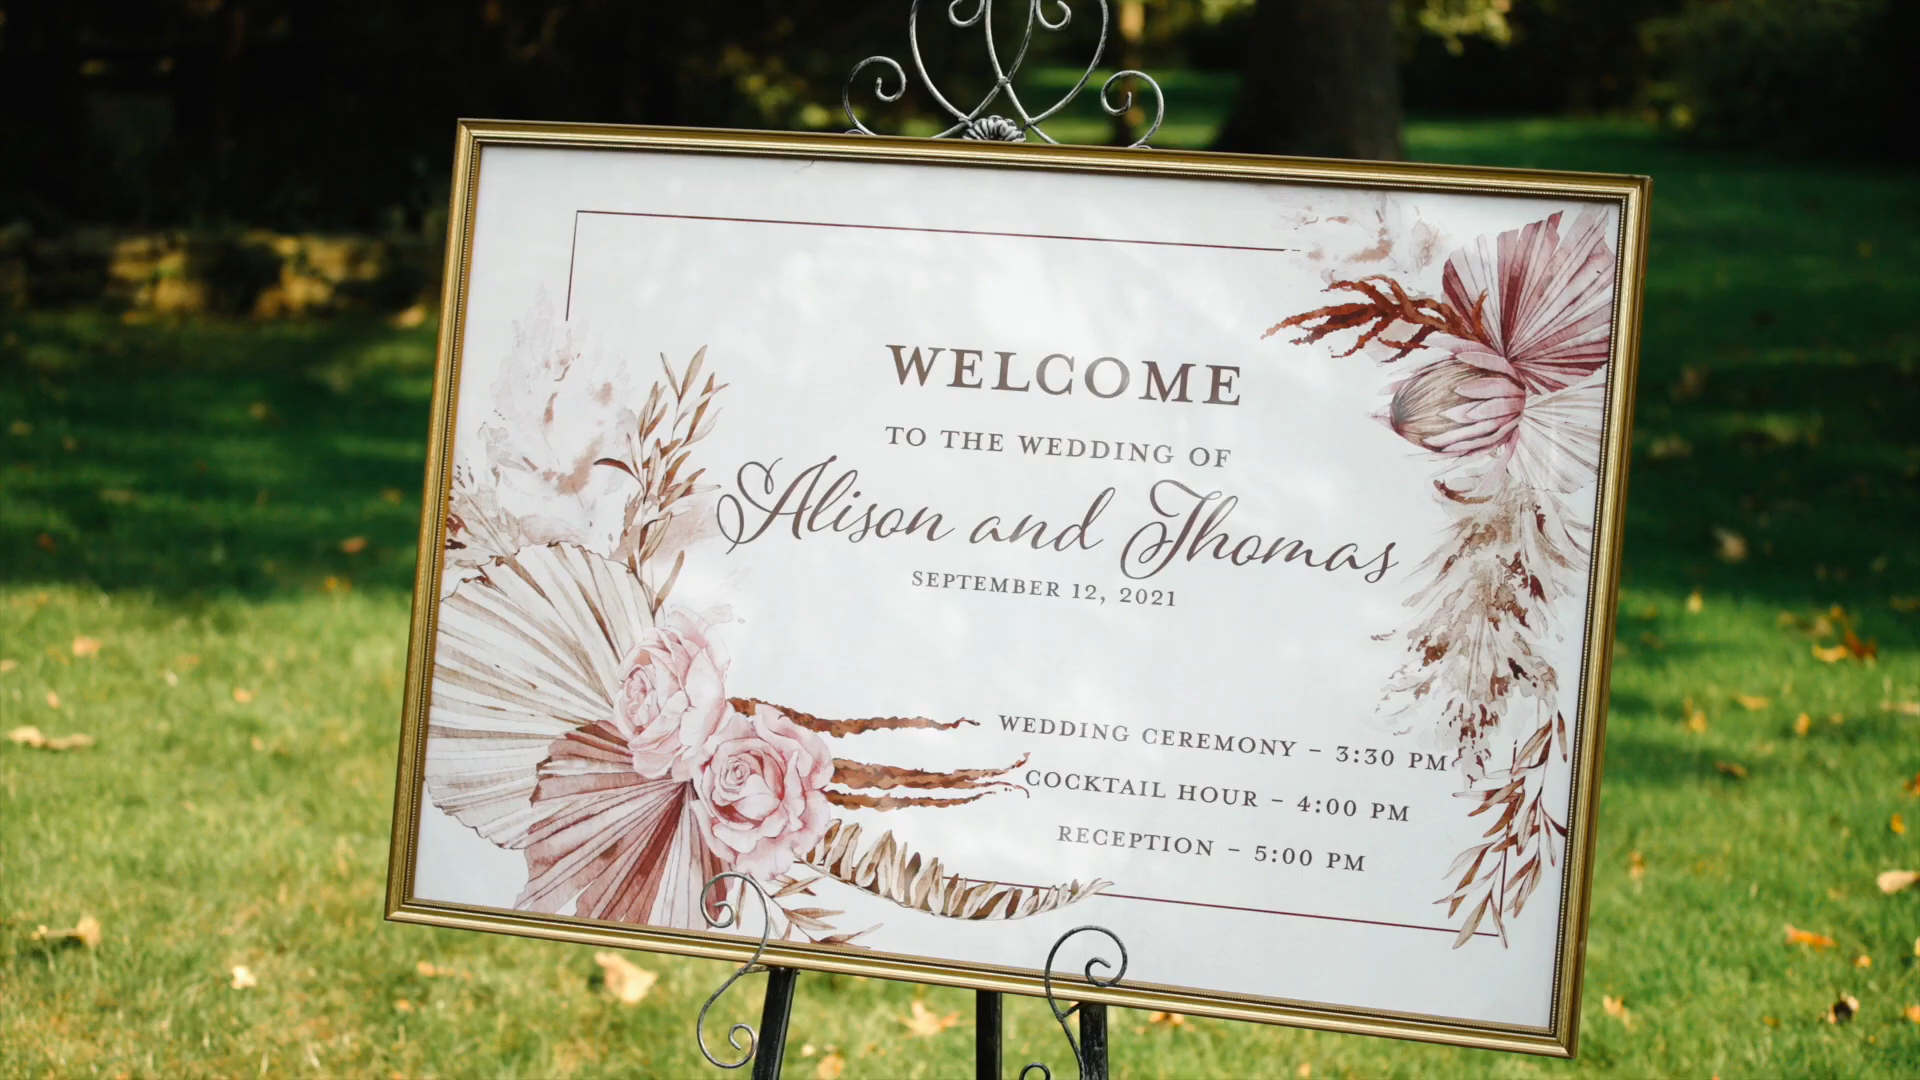 WELCOME
TO THE WEDDING OF
Alison and Thomas
SEPTEMBER 12, 2021
WEDDING CEREMONY – 3:30 PM
COCKTAIL HOUR – 4:00 PM
RECEPTION – 5:00 PM